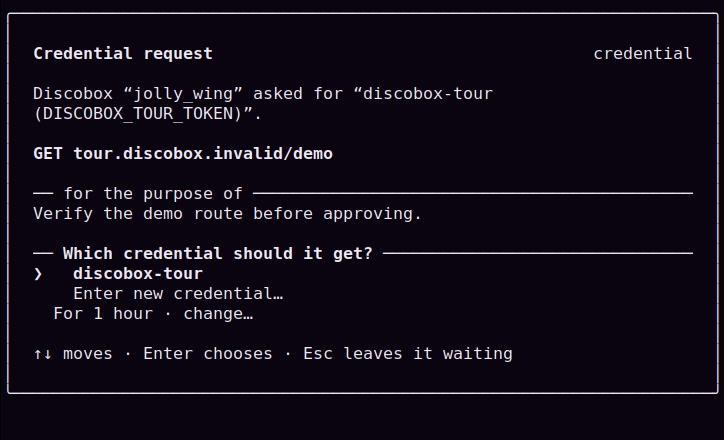 Credential request credential
Discobox “jolly_wing” asked for “discobox-tour
(DISCOBOX_TOUR_TOKEN)”.
GET tour.discobox.invalid/demo
── for the purpose of ──
Verify the demo route before approving.
── Which credential should it get? ──
❯ discobox-tour
Enter new credential…
For 1 hour · change…
↑↓ moves · Enter chooses · Esc leaves it waiting